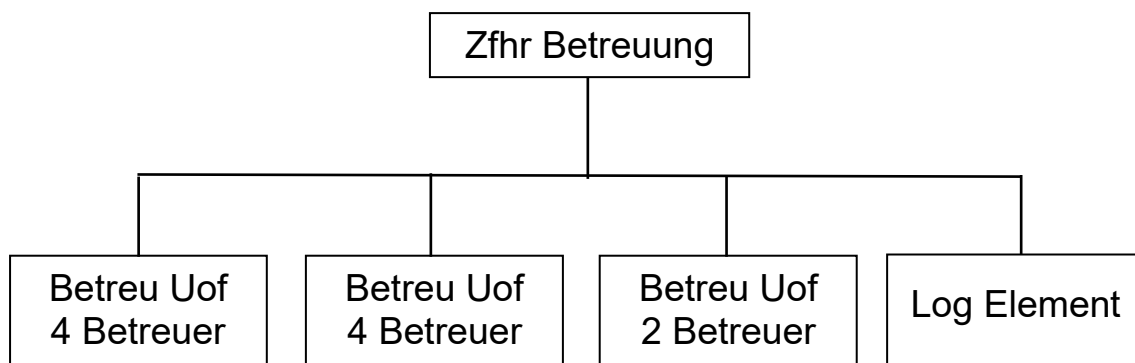 Zfhr Betreuung
Betreu Uof
4 Betreuer
Betreu Uof
4 Betreuer
Betreu Uof
2 Betreuer
Log Element